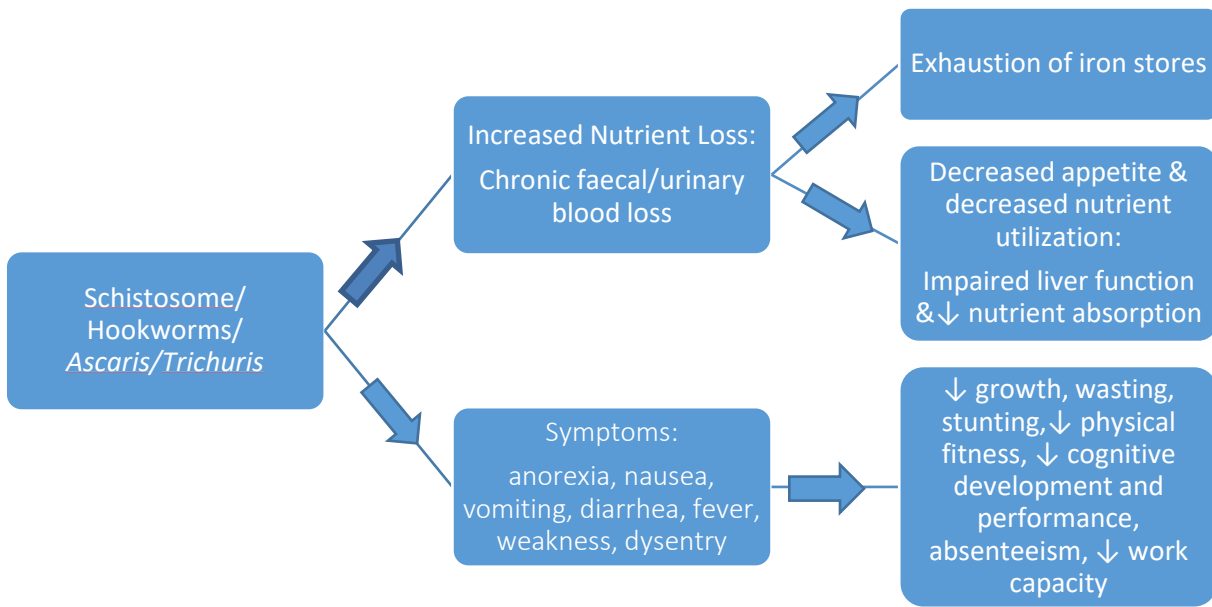 Schistosome/
Hookworms/
Ascaris/Trichuris
Increased Nutrient Loss:
Chronic faecal/urinary
blood loss
Exhaustion of iron stores
Decreased appetite &
decreased nutrient
utilization:
Impaired liver function
&↓ nutrient absorption
Symptoms:
anorexia, nausea,
vomiting, diarrhea, fever,
weakness, dysentry
↓ growth, wasting,
stunting,↓ physical
fitness, ↓ cognitive
development and
performance,
absenteeism, ↓ work
capacity